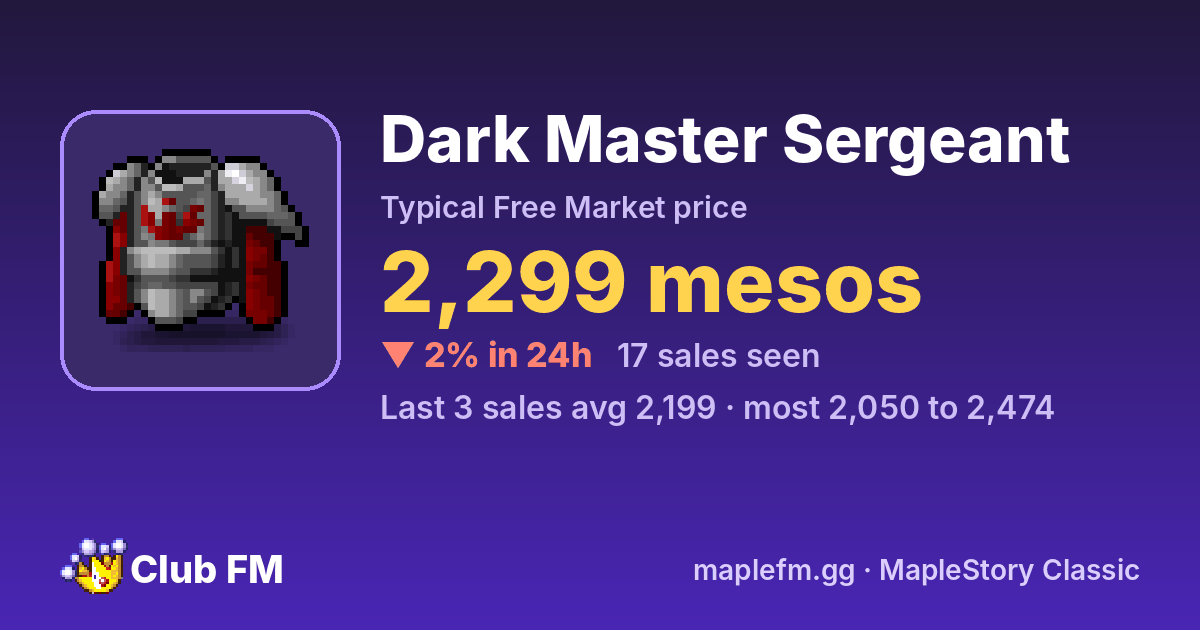 Dark Master Sergeant
Typical Free Market price
2,299 mesos
▼ 2% in 24h 17 sales seen
Last 3 sales avg 2,199 · most 2,050 to 2,474
Club FM
maplefm.gg · MapleStory Classic